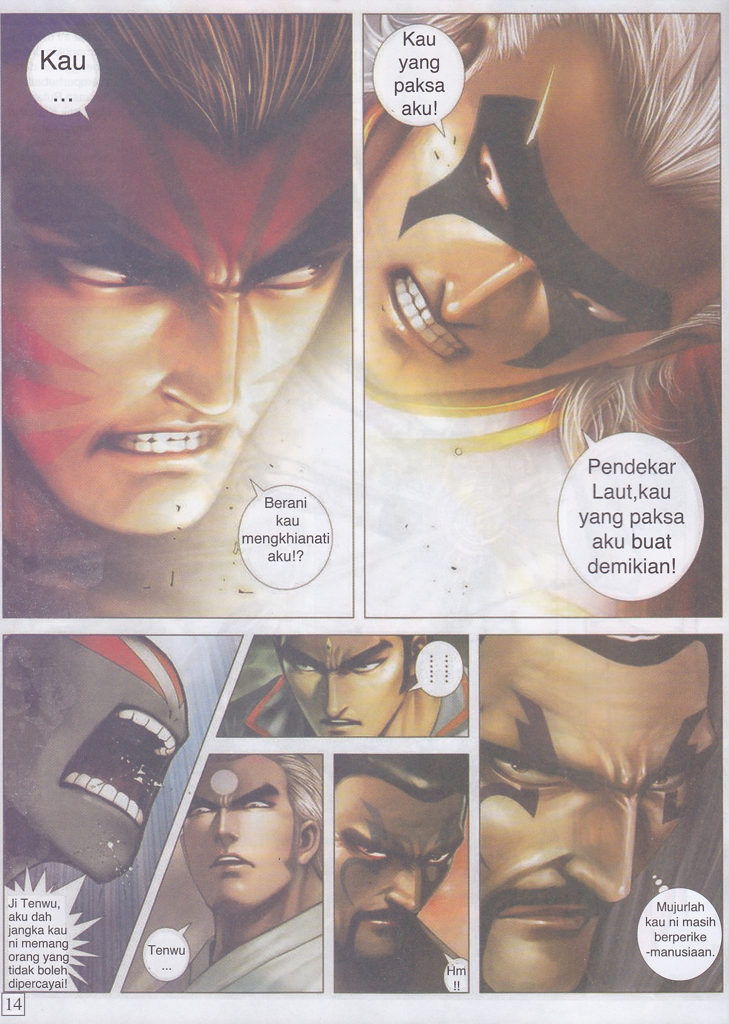 Kau
...
Berani
kau
mengkhianati
aku!?
Kau
yang
paksa
aku!
Pendekar
Laut,kau
yang paksa
aku buat
demikian!
Ji Tenwu,
aku dah
jangka kau
ni memang
orang yang
tidak boleh
dipercayai!
Tenwu
...
Hm
!!
Mujurlah
kau ni masih
berperike
-manusiaan.
14